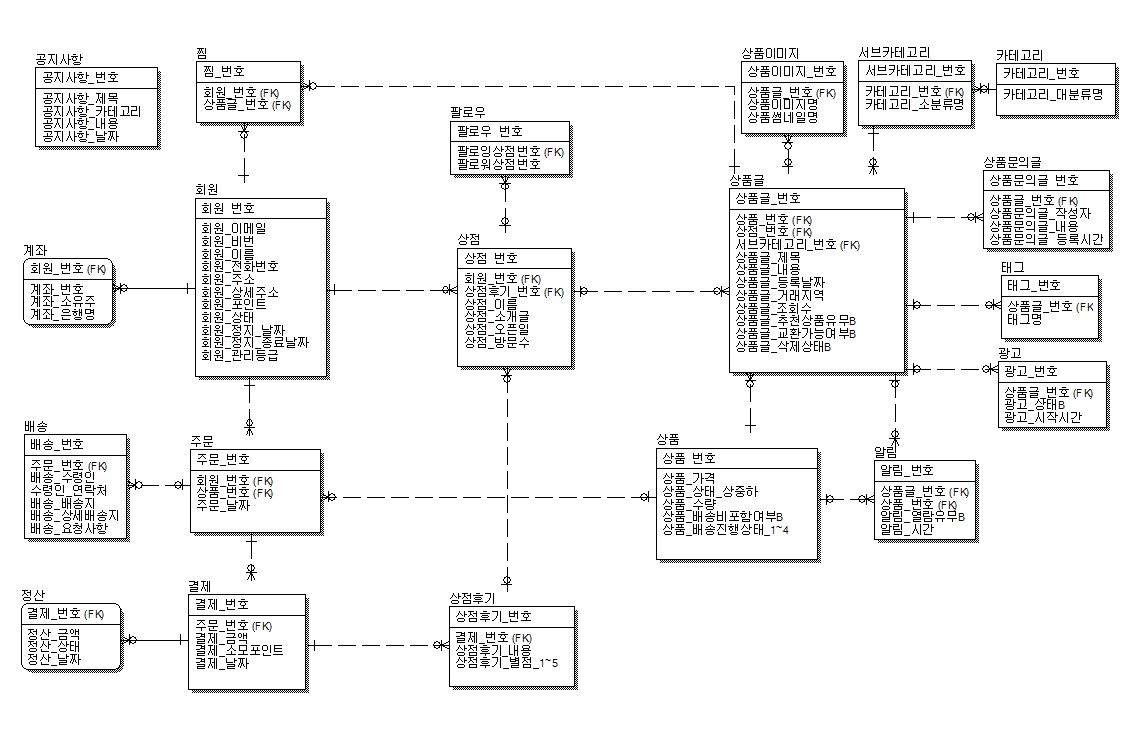 공지사항
공지사항_번호
공지사항_제목
공지사항_카테고리
공지사항_내용
공지사항_날짜
찜
찜_번호
회원_번호 (FK)
상품글_번호 (FK)
팔로우
팔로우 번호
팔로잉상점번호 (FK)
팔로워상점번호
상품이미지
상품이미지_번호
상품글_번호 (FK)
상품이미지명
상품썸네일명
서브카테고리
서브카테고리_번호
카테고리_번호 (FK)
카테고리_소분류명
카테고리
카테고리_번호
카테고리_대분류명
회원
회원 번호
회원_이메일
회원_비번
회원_이름
회원_전화번호
회원_주소
회원_상세주소
회원_포인트
회원_상태
회원_정지_날짜
회원_정지_종료날짜
회원_관리등급
계좌
회원_번호 (FK)
계좌_번호
계좌_소유주
계좌_은행명
상점
상점 번호
회원_번호 (FK)
상점후기_번호 (FK)
상점_이름
상점_소개글
상점_오픈일
상점_방문수
상품글
상품글_번호
상품_번호 (FK)
상점_번호 (FK)
서브카테고리_번호 (FK)
상품글_제목
상품글_내용
상품글_등록날짜
상품글_거래지역
상품글_조회수
상품글_추천상품유무B
상품글_교환가능여부B
상품글_삭제상태B
상품문의글
상품문의글 번호
상품글_번호 (FK)
상품문의글_작성자
상품문의글_내용
상품문의글_등록시간
태그
태그_번호
상품글_번호 (FK
태그명
광고
광고_번호
상품글_번호 (FK)
광고_상태B
광고_시작시간
배송
배송_번호
주문_번호 (FK)
배송_수령인
수령인_연락처
배송_배송지
배송_상세배송지
배송_요청사항
주문
주문_번호
회원_번호 (FK)
상품_번호 (FK)
주문_날짜
상품
상품 번호
상품_가격
상품_상태_상중하
상품_수량
상품_배송비포함여부B
상품_배송진행상태_1~4
알림
알림_번호
상품글_번호 (FK)
상품_번호 (FK)
알림_열람유무B
알림_시간
정산
결제_번호 (FK)
정산_금액
정산_상태
정산_날짜
결제
결제_번호
주문_번호 (FK)
결제_금액
결제_소모포인트
결제_날짜
상점후기
상점후기_번호
결제_번호 (FK)
상점후기_내용
상점후기_별점_1~5